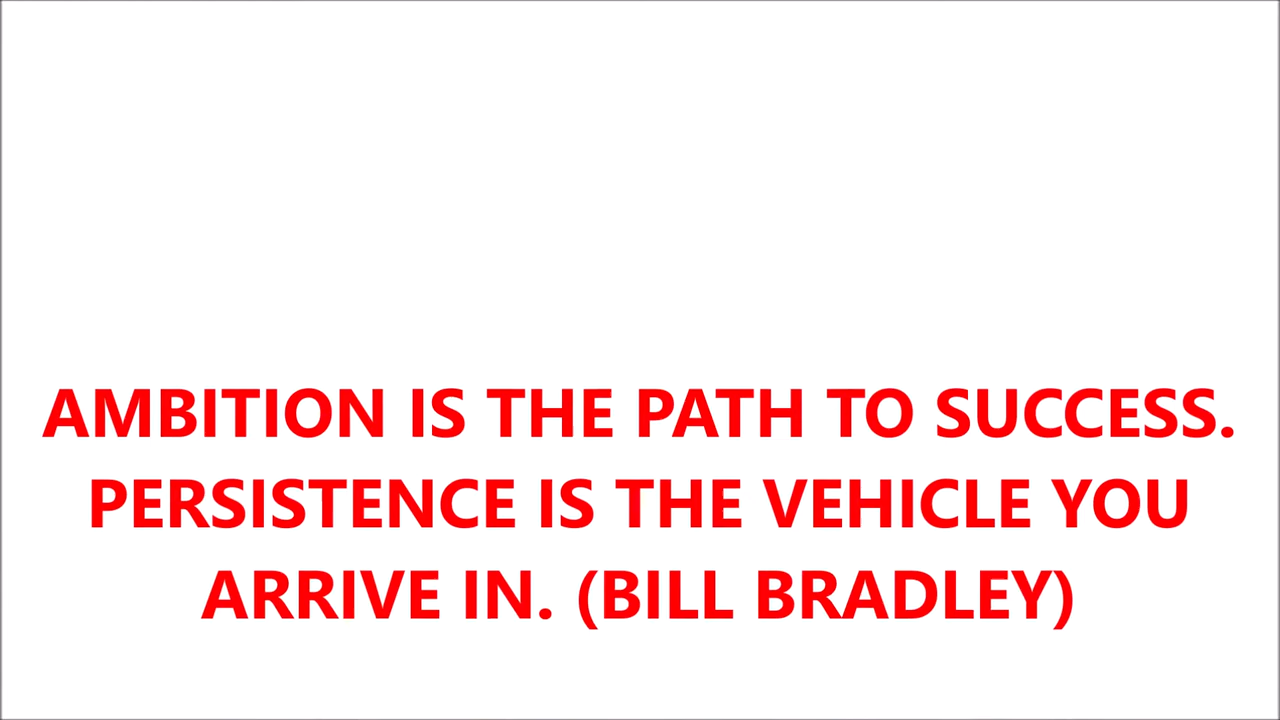 AMBITION IS THE PATH TO SUCCESS.
PERSISTENCE IS THE VEHICLE YOU
ARRIVE IN. (BILL BRADLEY)